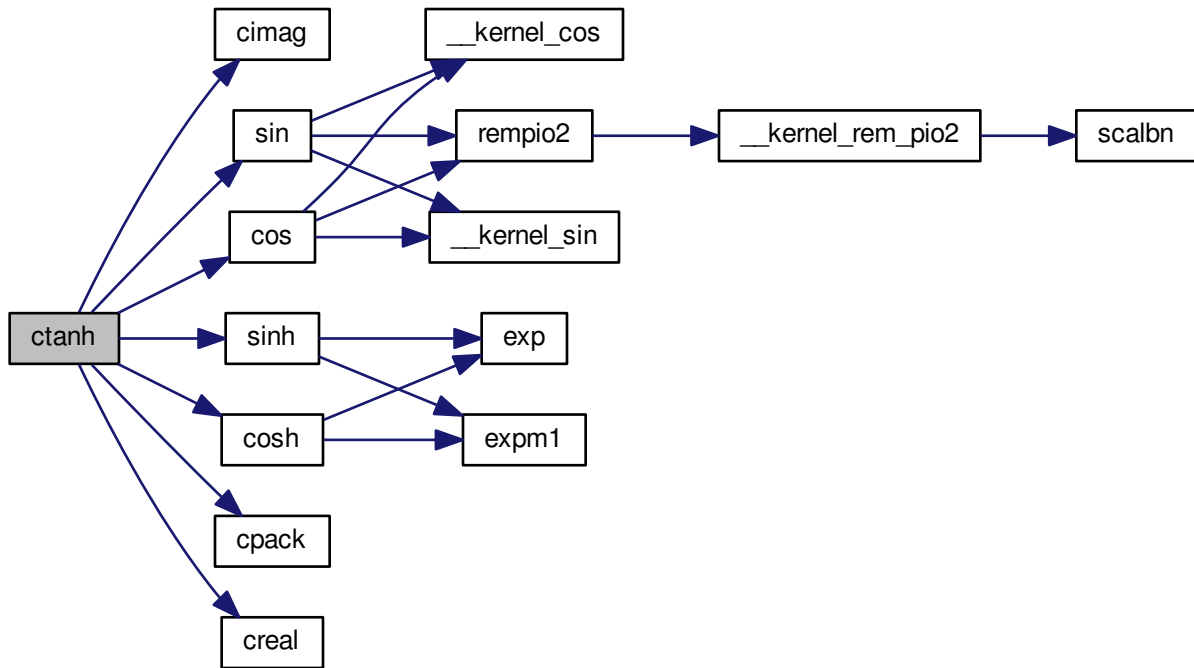 cimag
__kernel_cos
sin
rempio2
__kernel_rem_pio2
scalbn
cos
__kernel_sin
ctanh
sinh
exp
cosh
expm1
cpack
creal